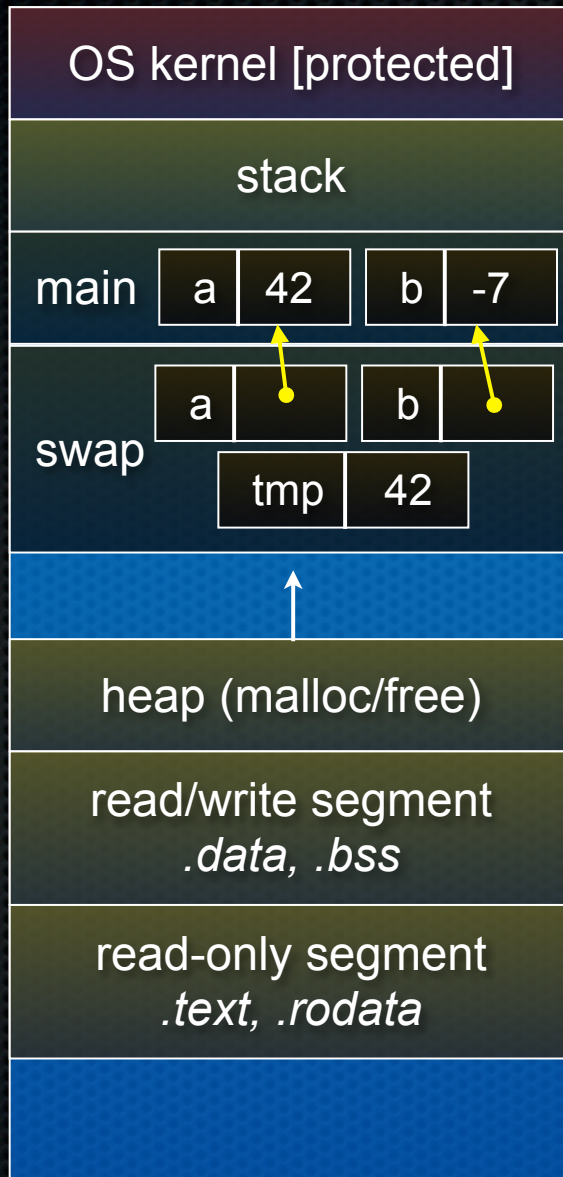 OS kernel [protected]
stack
main a 42 b -7
swap a b
tmp 42
heap (malloc/free)
read/write segment
.data, .bss
read-only segment
.text, .rodata